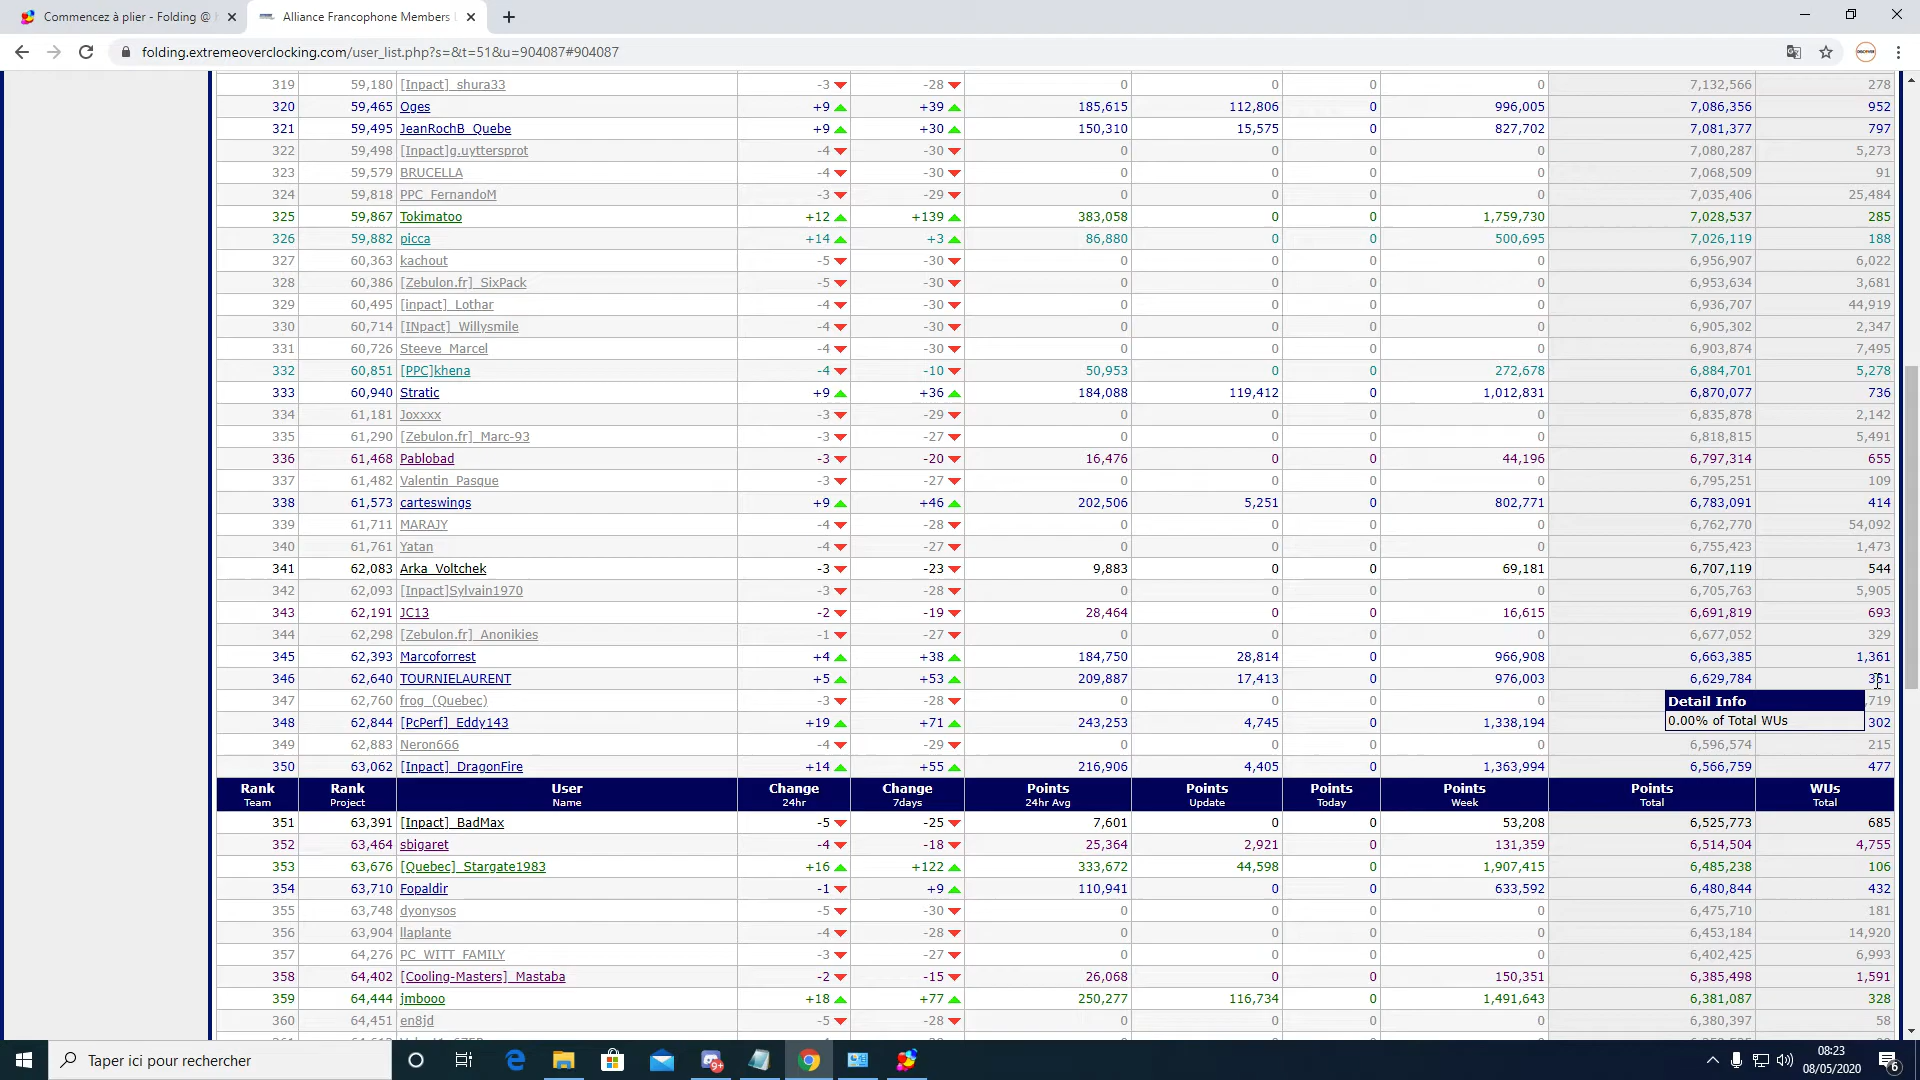 Commencez à plier - Folding @
Alliance Francophone Members
folding.extremeoverclocking.com/user_list.php?s=&t=51&u=904087#904087
319 59,180 [Inpact]_shura33 -3 -28 0 0 0 0 7,132,566 278
320 59,465 Oges +9 +39 185,615 112,806 0 996,005 7,086,356 952
321 59,495 JeanRochB_Quebe +9 +30 150,310 15,575 0 827,702 7,081,377 797
322 59,498 [Inpact]g.uyttersprot -4 -30 0 0 0 0 7,080,287 5,273
323 59,579 BRUCELLA -4 -30 0 0 0 0 7,068,509 91
324 59,818 PPC_FernandoM -3 -29 0 0 0 0 7,035,406 25,484
325 59,867 Tokimatoo +12 +139 383,058 0 0 1,759,730 7,028,537 285
326 59,882 picca +14 +3 86,880 0 0 500,695 7,026,119 188
327 60,363 kachout -5 -30 0 0 0 0 6,956,907 6,022
328 60,386 [Zebulon.fr]_SixPack -5 -30 0 0 0 0 6,953,634 3,681
329 60,495 [inpact]_Lothar -4 -30 0 0 0 0 6,936,707 44,919
330 60,714 [INpact]_Willysmile -4 -30 0 0 0 0 6,905,302 2,347
331 60,726 Steeve_Marcel -4 -30 0 0 0 0 6,903,874 7,495
332 60,851 [PPC]khena -4 -10 50,953 0 0 272,678 6,884,701 5,278
333 60,940 Stratic +9 +36 184,088 119,412 0 1,012,831 6,870,077 736
334 61,181 Joxxxx -3 -29 0 0 0 0 6,835,878 2,142
335 61,290 [Zebulon.fr]_Marc-93 -3 -27 0 0 0 0 6,818,815 5,491
336 61,468 Pablobad -3 -20 16,476 0 0 44,196 6,797,314 655
337 61,482 Valentin_Pasque -3 -27 0 0 0 0 6,795,251 109
338 61,573 carteswings +9 +46 202,506 5,251 0 802,771 6,783,091 414
339 61,711 MARAJY -4 -28 0 0 0 0 6,762,770 54,092
340 61,761 Yatan -4 -27 0 0 0 0 6,755,423 1,473
341 62,083 Arka_Voltchek -3 -23 9,883 0 0 69,181 6,707,119 544
342 62,093 [Inpact]Sylvain1970 -3 -28 0 0 0 0 6,705,763 5,905
343 62,191 JC13 -2 -19 28,464 0 0 16,615 6,691,819 693
344 62,298 [Zebulon.fr]_Anonikies -1 -27 0 0 0 0 6,677,052 329
345 62,393 Marcoforrest +4 +38 184,750 28,814 0 966,908 6,663,385 1,361
346 62,640 TOURNIELAURENT +5 +53 209,887 17,413 0 976,003 6,629,784
347 62,760 frog_(Quebec) -3 -28 0 0 0 0 ,719
Detail Info
348 62,844 [PcPerf]_Eddy143 +19 +71 243,253 4,745 0 1,338,194 302
0.00% of Total WUs
349 62,883 Neron666 -4 -29 0 0 0 0 6,596,574 215
350 63,062 [Inpact]_DragonFire +14 +55 216,906 4,405 0 1,363,994 6,566,759 477
Rank Rank User Change Change Points Points Points Points Points WUs
Team Project Name 24hr 7days 24hr Avg Update Today Week Total Total
351 63,391 [Inpact]_BadMax -5 -25 7,601 0 0 53,208 6,525,773 685
352 63,464 sbigaret -4 -18 25,364 2,921 0 131,359 6,514,504 4,755
353 63,676 [Quebec]_Stargate1983 +16 +122 333,672 44,598 0 1,907,415 6,485,238 106
354 63,710 Fopaldir -1 +9 110,941 0 0 633,592 6,480,844 432
355 63,748 dyonysos -5 -30 0 0 0 0 6,475,710 181
356 63,904 llaplante -4 -28 0 0 0 0 6,453,184 14,920
357 64,276 PC_WITT_FAMILY -3 -27 0 0 0 0 6,402,425 6,993
358 64,402 [Cooling-Masters]_Mastaba -2 -15 26,068 0 0 150,351 6,385,498 1,591
359 64,444 jmbooo +18 +77 250,277 116,734 0 1,491,643 6,381,087 328
360 64,451 en8jd -5 -28 0 0 0 0 6,380,397 58
Taper ici pour rechercher
08:23
08/05/2020